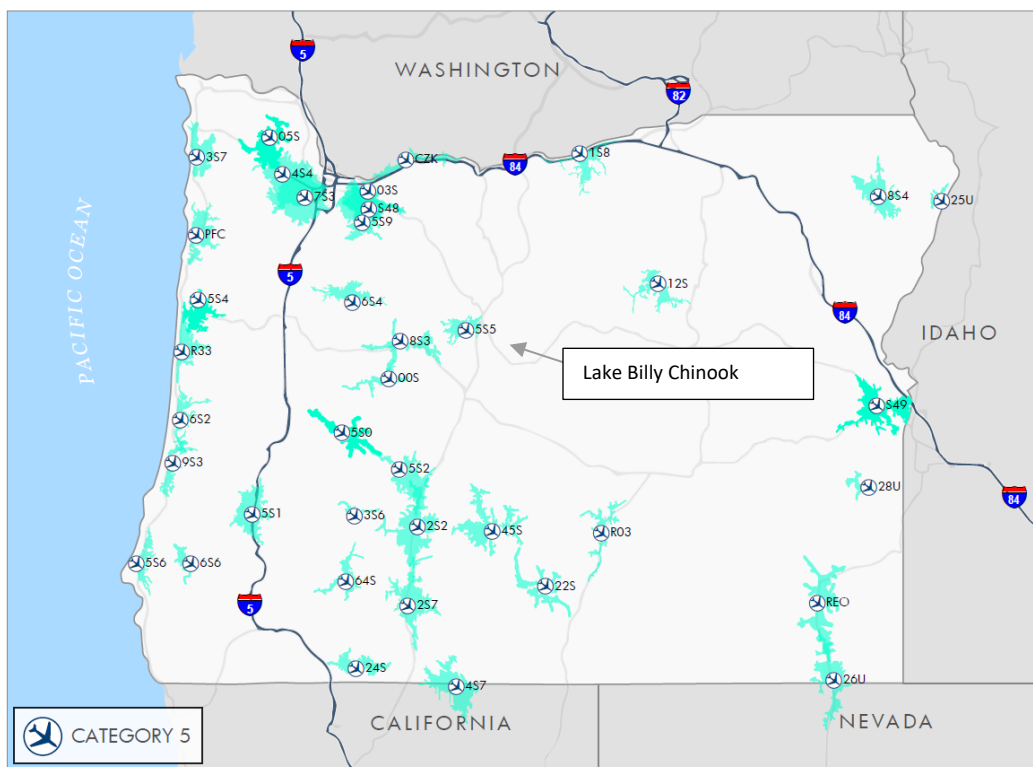 5
WASHINGTON
82
05S
3S7
CZK
84
1S8
4S4
7S3
03S
S48
5S9
8S4
25U
PACIFIC OCEAN
PFC
5
12S
5S4
6S4
84
5S5
IDAHO
R33
8S3
Lake Billy Chinook
00S
S49
6S2
5S0
9S3
5S2
28U
84
5S1
3S6
2S2
45S
R03
5S6
6S6
64S
22S
5
2S7
REO
24S
4S7
26U
CATEGORY 5
CALIFORNIA
NEVADA